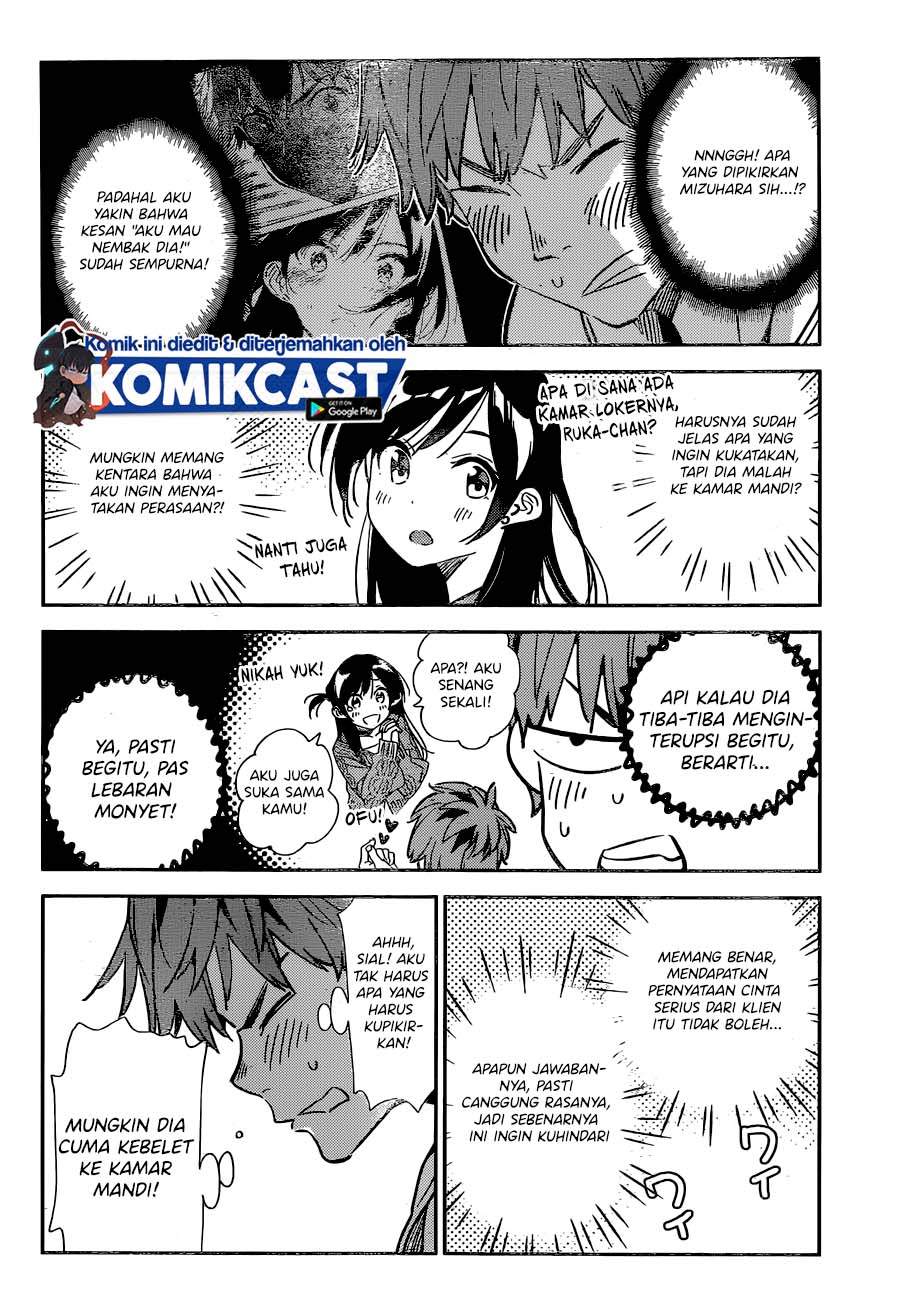 NNNGGH! APA
YANG DIPIKIRKAN
MIZUHARA SIH...!?
PADAHAL AKU
YAKIN BAHWA
KESAN "AKU MAU
NEMBAK DIA!"
SUDAH SEMPURNA!
Komik ini diedit & diterjemahkan oleh
KOMIKCAST
GET IT ON
Google Play
HARUSNYA SUDAH
JELAS APA YANG
INGIN KUKATAKAN,
TAPI DIA MALAH
KE KAMAR MANDI?
APA DI SANA ADA
KAMAR LOKERNYA,
RUKA-CHAN?
NANTI JUGA
TAHU!
MUNGKIN MEMANG
KENTARA BAHWA
AKU INGIN MENYA-
TAKAN PERASAAN?!
API KALAU DIA
TIBA-TIBA MENGIN-
TERUPSI BEGITU,
BERARTI...
APA?! AKU
SENANG
SEKALI!
NIKAH YUK!
AKU JUGA
SUKA SAMA
KAMU!
OFU!
YA, PASTI
BEGITU, PAS
LEBARAN
MONYET!
MEMANG BENAR,
MENDAPATKAN
PERNYATAAN CINTA
SERIUS DARI KLIEN
ITU TIDAK BOLEH...
APAPUN JAWABAN-
NYA, PASTI
CANGGUNG RASANYA,
JADI SEBENARNYA
INI INGIN KUHINDARI
ワイ
ワイ
AHHH,
SIAL! AKU
TAK HARUS
APA YANG
HARUS
KUPIKIR-
KAN!
MUNGKIN DIA
CUMA KEBELET
KE KAMAR
MANDI!